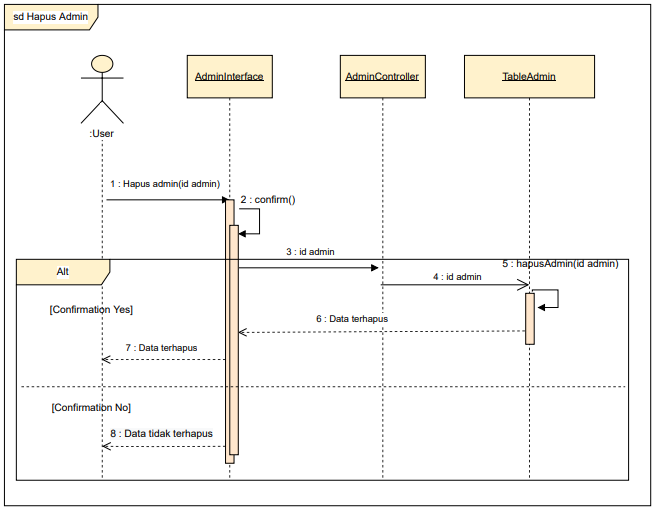 sd Hapus Admin
AdminInterface
AdminController
TableAdmin
:User
1 : Hapus admin(id admin)
2 : confirm()
3 : id admin
5 : hapusAdmin(id admin)
Alt
4 : id admin
[Confirmation Yes]
6 : Data terhapus
7 : Data terhapus
[Confirmation No]
8 : Data tidak terhapus